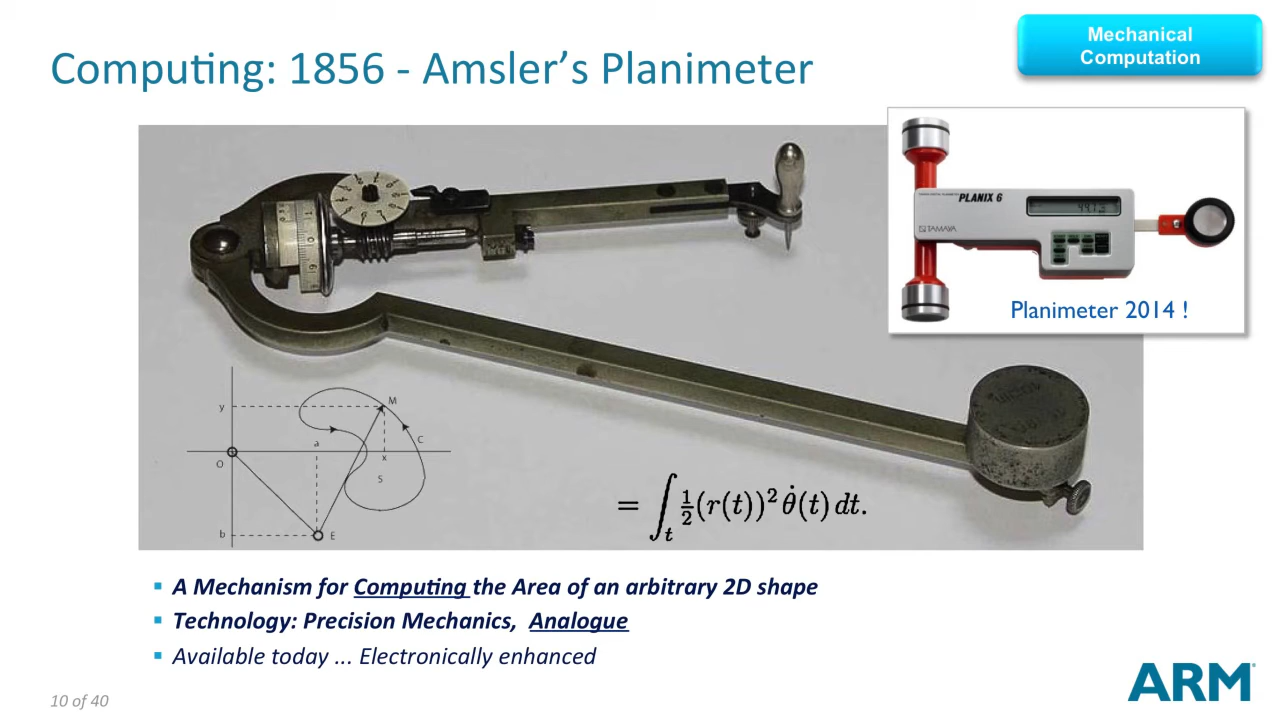 Computing: 1856 - Amsler's Planimeter
Mechanical
Computation
PLANIX 6
TAMAYA
Planimeter 2014 !
y
M
a
C
O
x
S
b
E
= ∫ₜ ½(r(t))² θ̇(t) dt.
▪ A Mechanism for Computing the Area of an arbitrary 2D shape
▪ Technology: Precision Mechanics, Analogue
▪ Available today ... Electronically enhanced
10 of 40
ARM